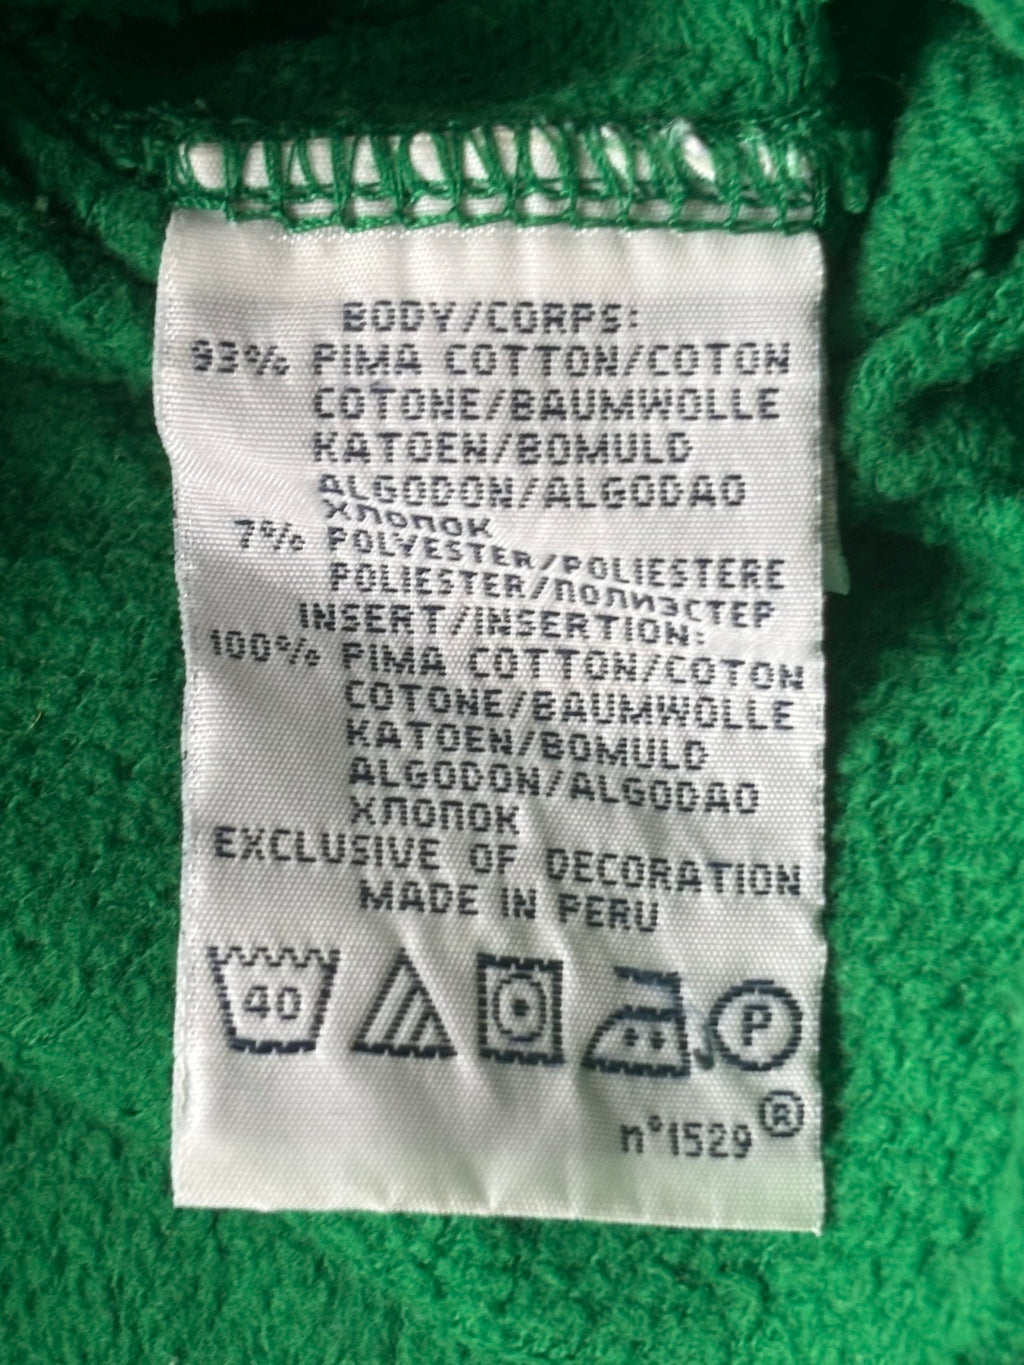 BODY/CORPS:
93% PIMA COTTON/COTON
COTONE/BAUMWOLLE
KATOEN/BOMULD
ALGODON/ALGODAO
ХЛОПОК
7% POLYESTER/POLIESTERE
POLIESTER/ПОЛИЭСТЕР
INSERT/INSERTION:
100% PIMA COTTON/COTON
COTONE/BAUMWOLLE
KATOEN/BOMULD
ALGODON/ALGODAO
ХЛОПОК
EXCLUSIVE OF DECORATION
MADE IN PERU
40 P
n°1529 ®